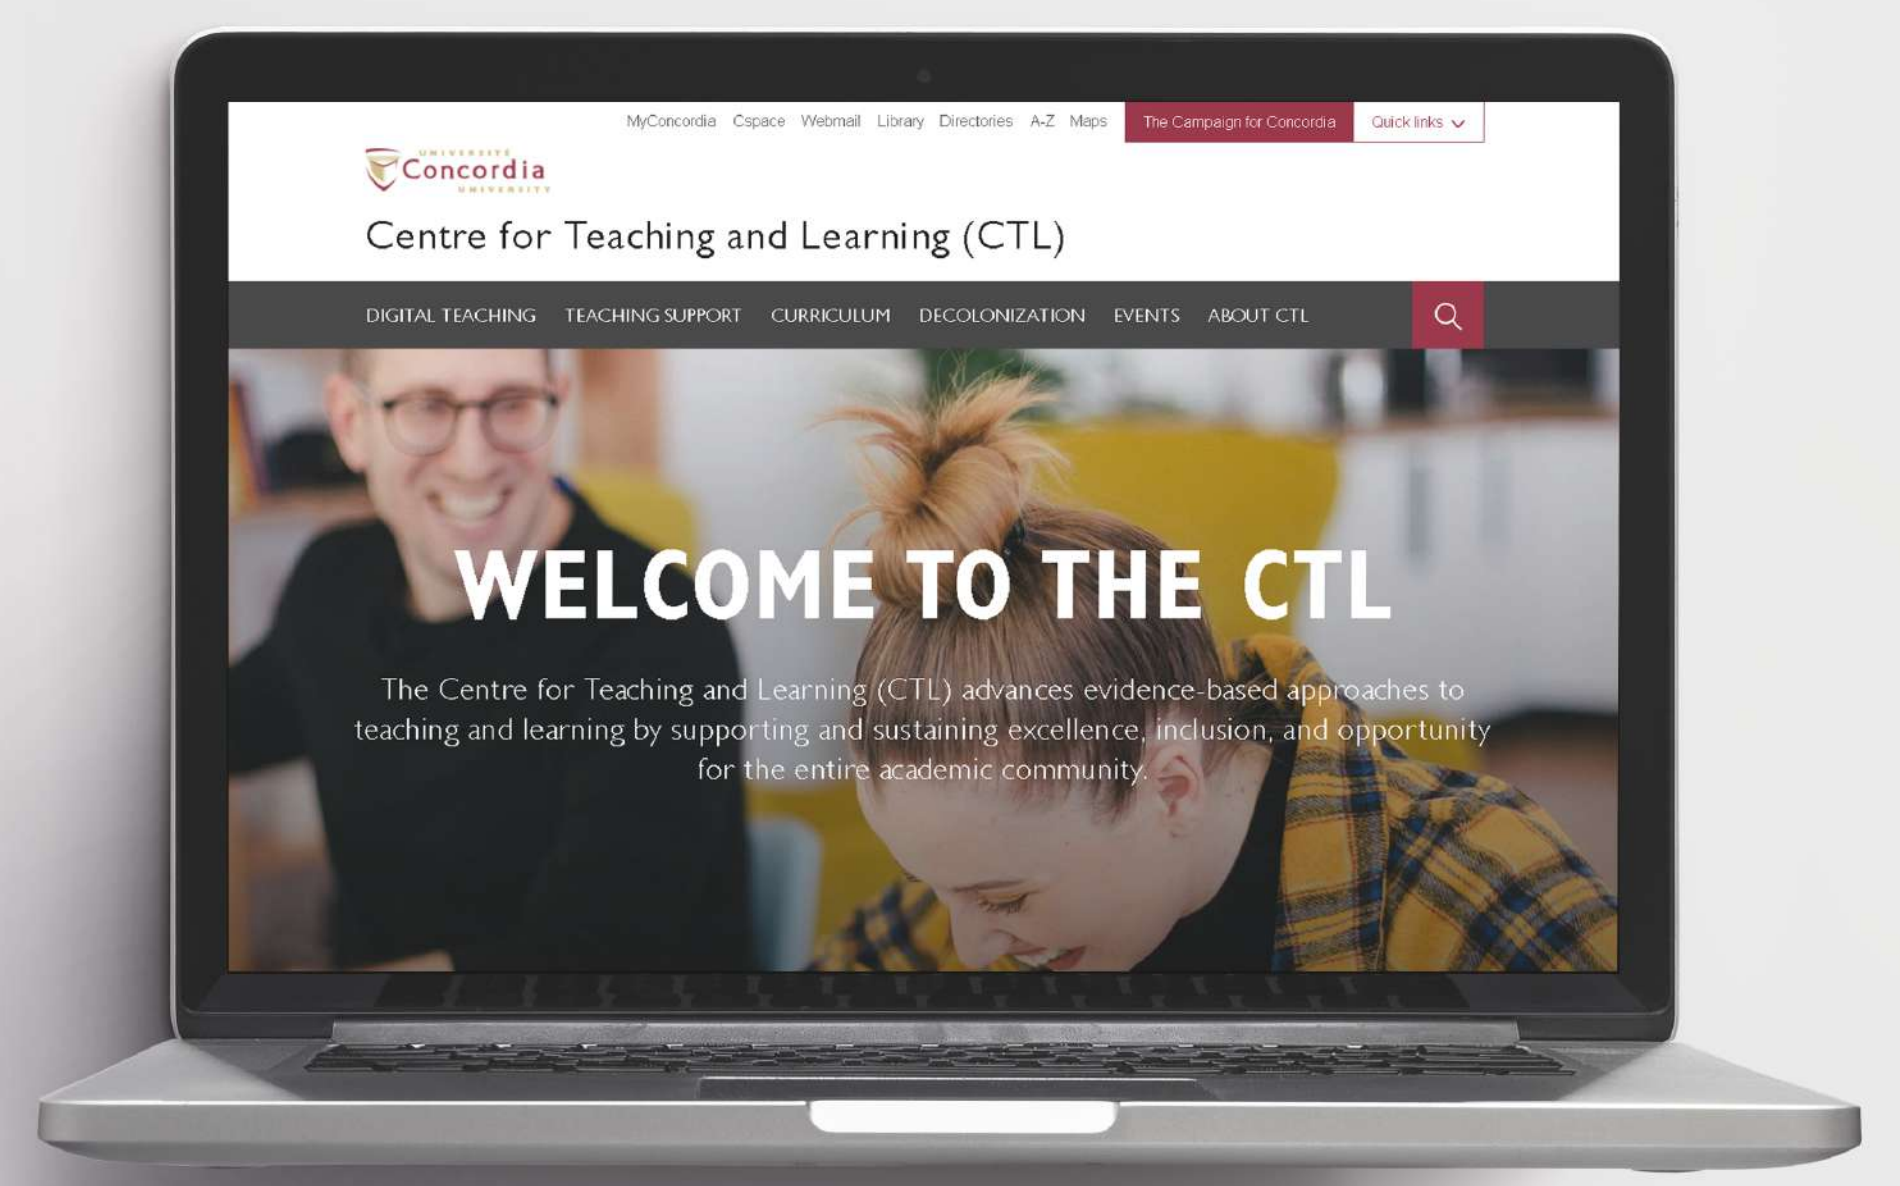 MyConcordia Cspace Webmail Library Directories A-Z Maps The Campaign for Concordia Quick links
UNIVERSITÉ
Concordia
UNIVERSITY
Centre for Teaching and Learning (CTL)
DIGITAL TEACHING TEACHING SUPPORT CURRICULUM DECOLONIZATION EVENTS ABOUT CTL
WELCOME TO THE CTL
The Centre for Teaching and Learning (CTL) advances evidence-based approaches to
teaching and learning by supporting and sustaining excellence, inclusion, and opportunity
for the entire academic community.